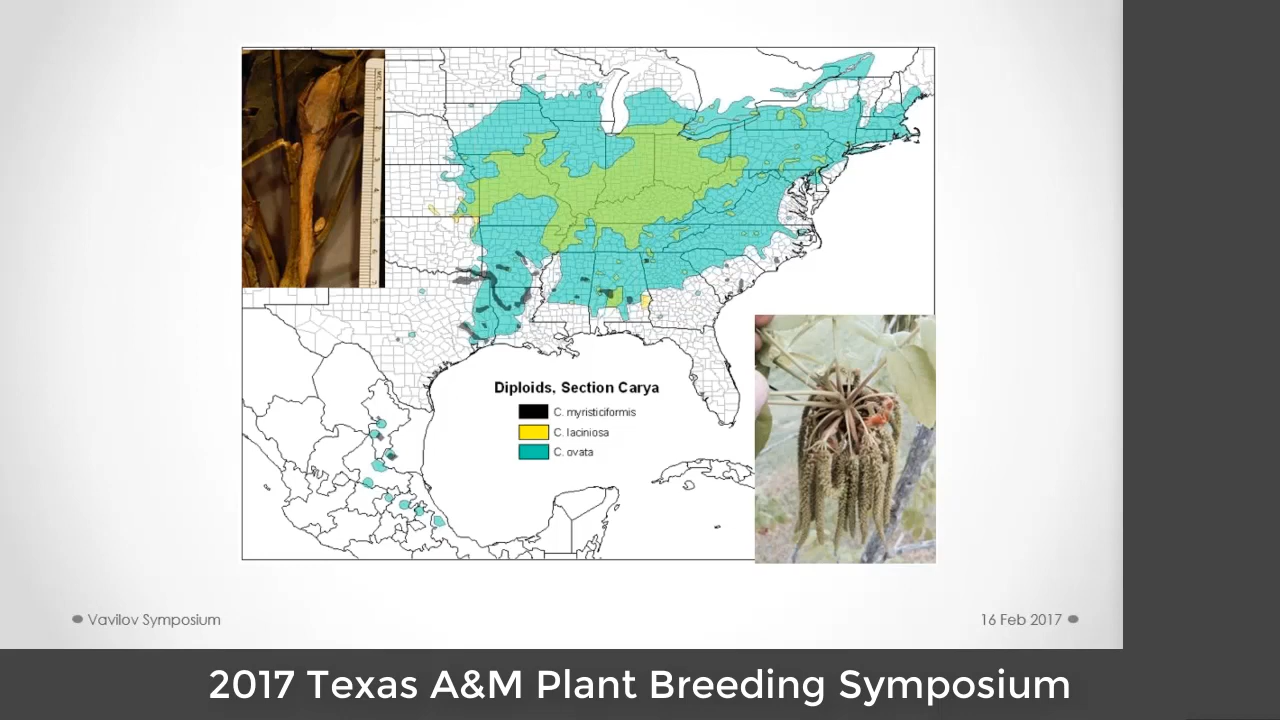 Diploids, Section Carya
C. myristiciformis
C. laciniosa
C. ovata
Vavilov Symposium
16 Feb 2017
2017 Texas A&M Plant Breeding Symposium